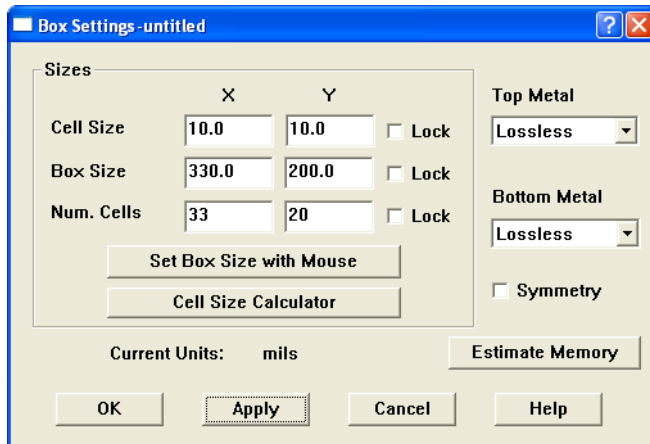 Box Settings-untitled
Sizes
X Y
Cell Size 10.0 10.0 Lock
Box Size 330.0 200.0 Lock
Num. Cells 33 20 Lock
Set Box Size with Mouse
Cell Size Calculator
Top Metal
Lossless
Bottom Metal
Lossless
Symmetry
Current Units: mils
Estimate Memory
OK Apply Cancel Help